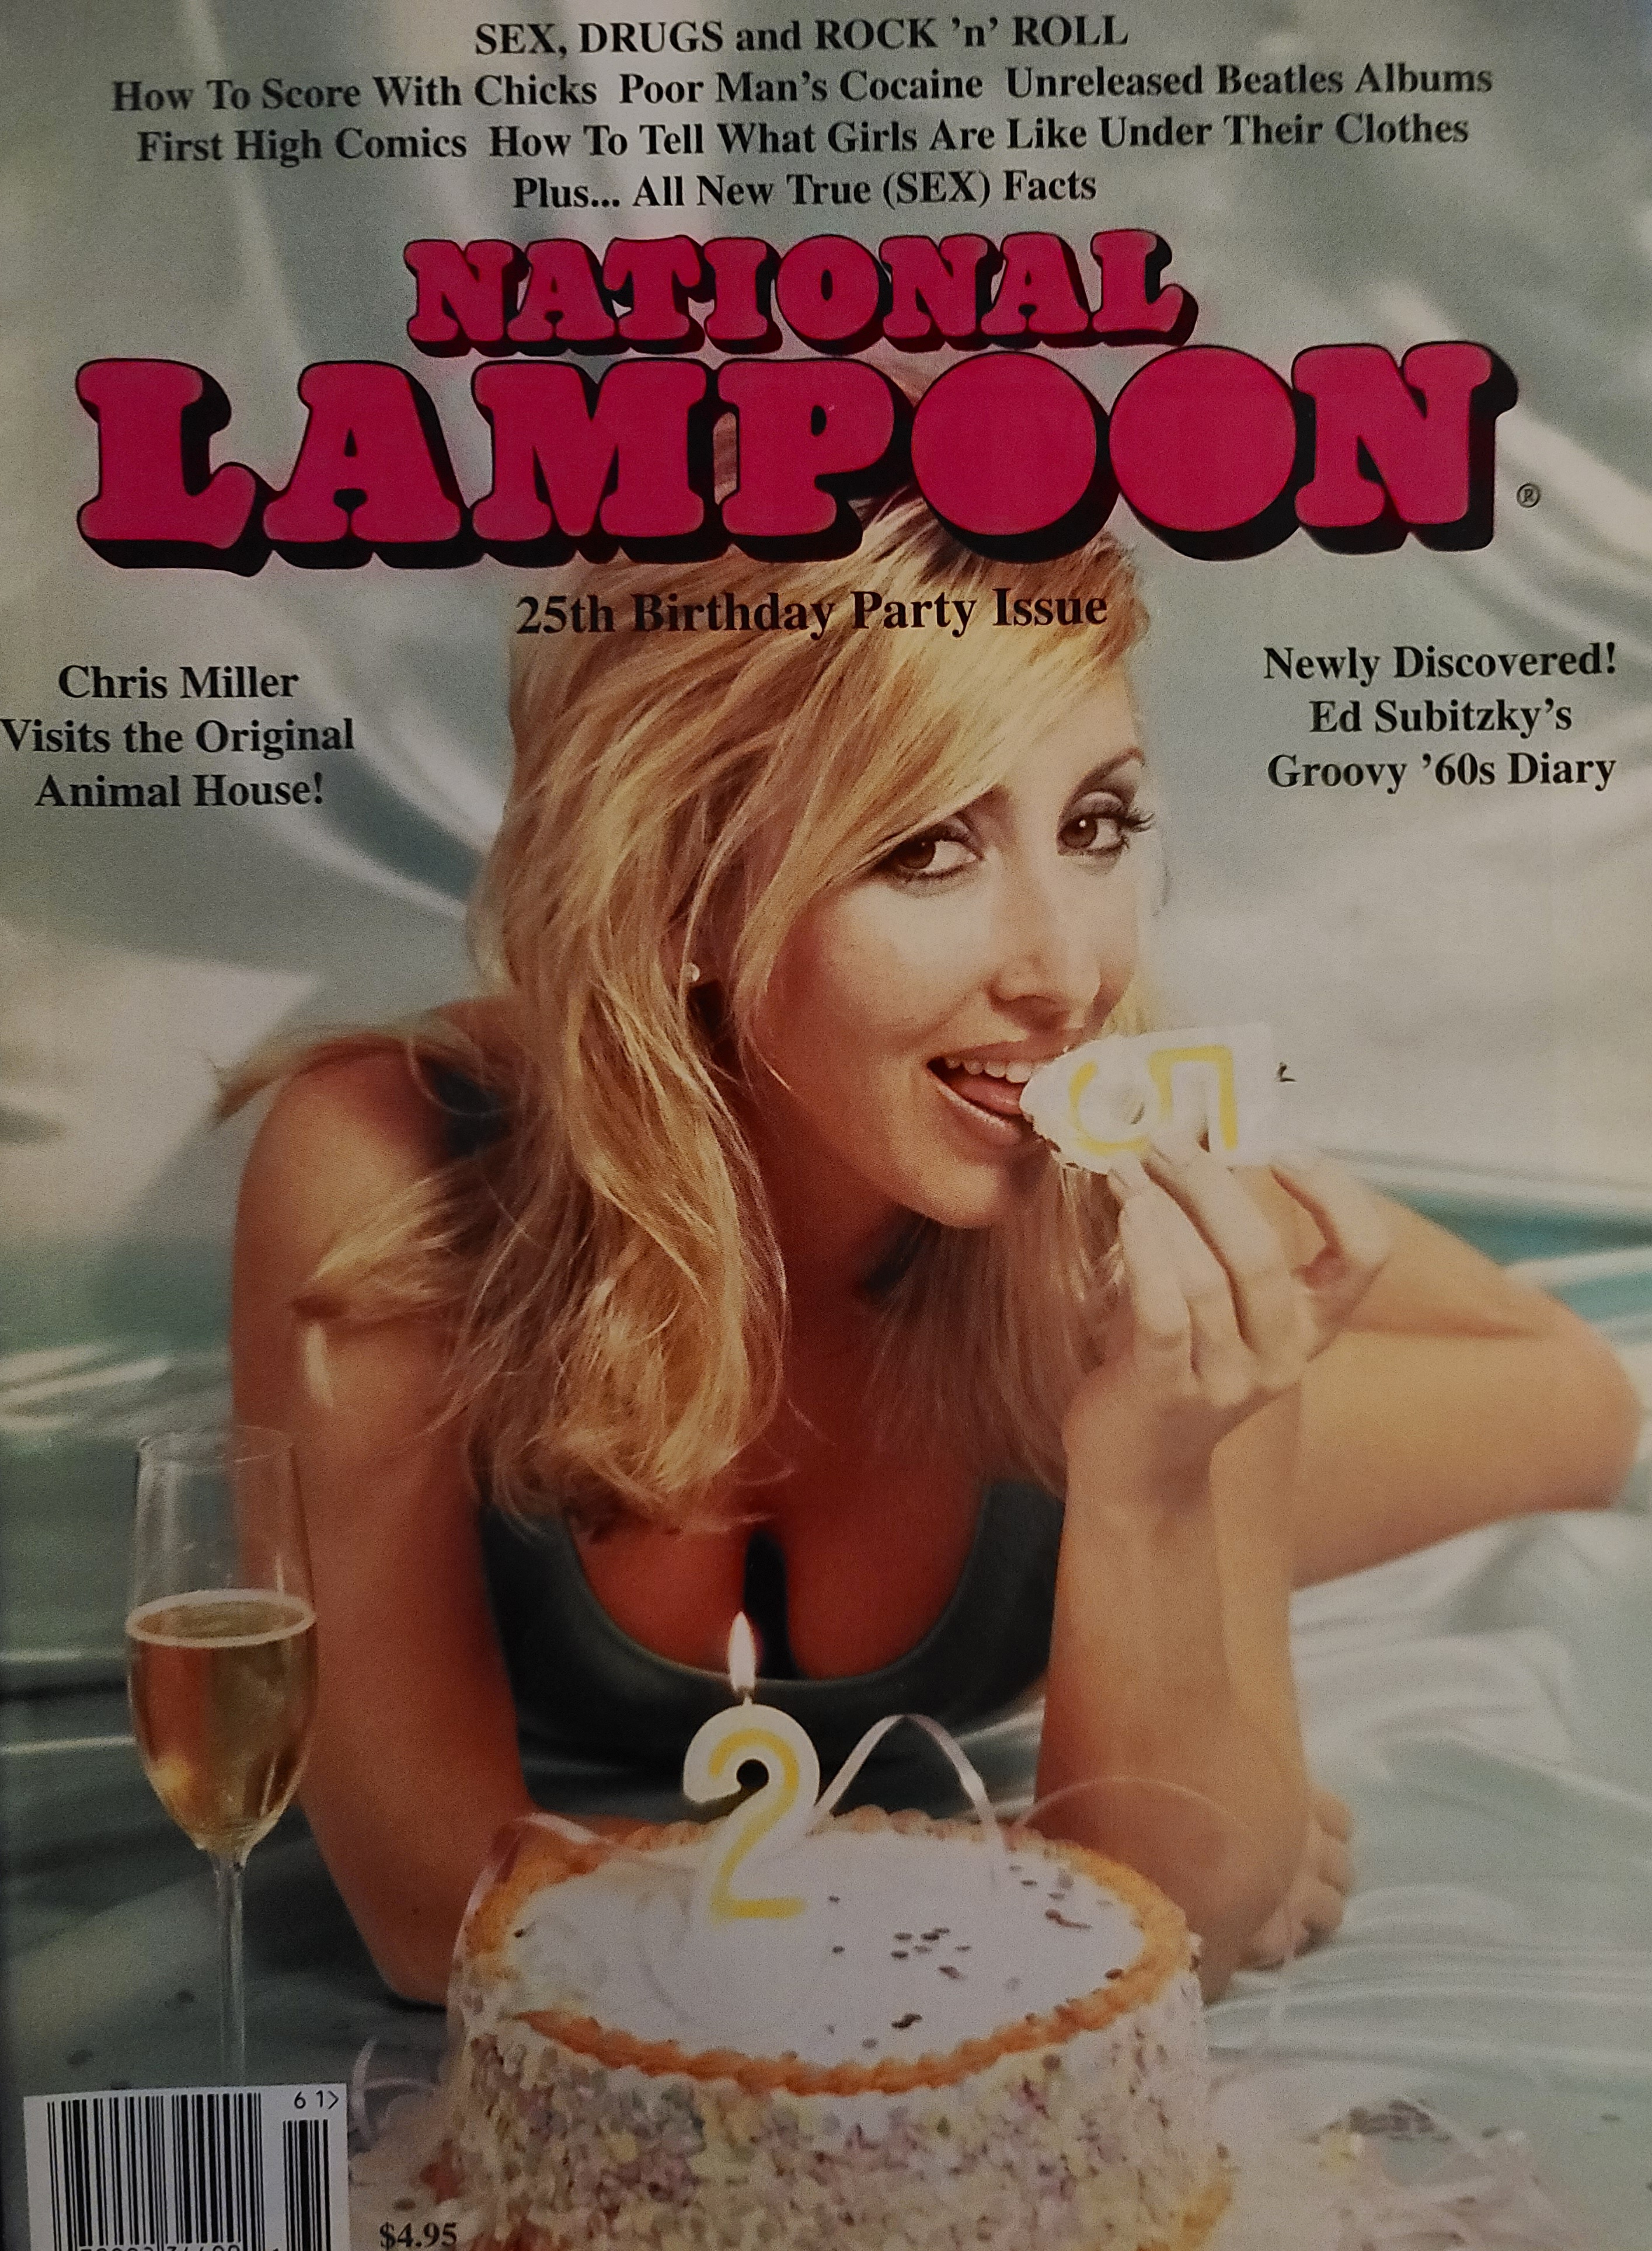 SEX, DRUGS and ROCK 'n' ROLL
How To Score With Chicks Poor Man's Cocaine Unreleased Beatles Albums
First High Comics How To Tell What Girls Are Like Under Their Clothes
Plus... All New True (SEX) Facts
NATIONAL
LAMPOON®
25th Birthday Party Issue
Chris Miller
Visits the Original
Animal House!
Newly Discovered!
Ed Subitzky's
Groovy '60s Diary
5
2
61>
$4.95